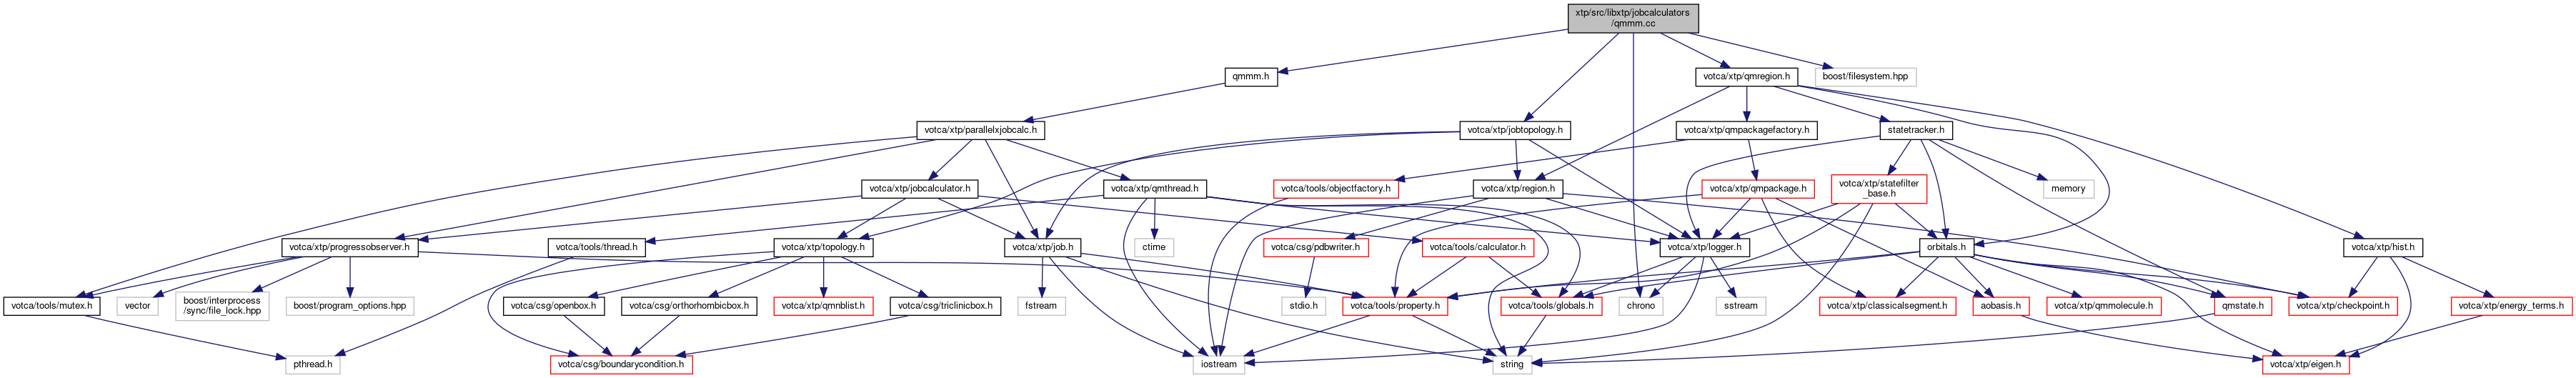 xtp/src/libxtp/jobcalculators
/qmmm.cc
qmmm.h
votca/xtp/qmregion.h
boost/filesystem.hpp
votca/xtp/parallelxjobcalc.h
votca/xtp/jobtopology.h
votca/xtp/qmpackagefactory.h
statetracker.h
votca/xtp/jobcalculator.h
votca/xtp/qmthread.h
votca/tools/objectfactory.h
votca/xtp/region.h
votca/xtp/qmpackage.h
votca/xtp/statefilter
_base.h
memory
votca/xtp/progressobserver.h
votca/tools/thread.h
votca/xtp/topology.h
votca/xtp/job.h
ctime
votca/csg/pdbwriter.h
votca/tools/calculator.h
votca/xtp/logger.h
orbitals.h
votca/xtp/hist.h
votca/tools/mutex.h
vector
boost/interprocess
/sync/file_lock.hpp
boost/program_options.hpp
votca/csg/openbox.h
votca/csg/orthorhombicbox.h
votca/xtp/qmnblist.h
votca/csg/triclinicbox.h
fstream
stdio.h
votca/tools/property.h
votca/tools/globals.h
chrono
sstream
votca/xtp/classicalsegment.h
aobasis.h
votca/xtp/qmmolecule.h
qmstate.h
votca/xtp/checkpoint.h
votca/xtp/energy_terms.h
pthread.h
votca/csg/boundarycondition.h
iostream
string
votca/xtp/eigen.h